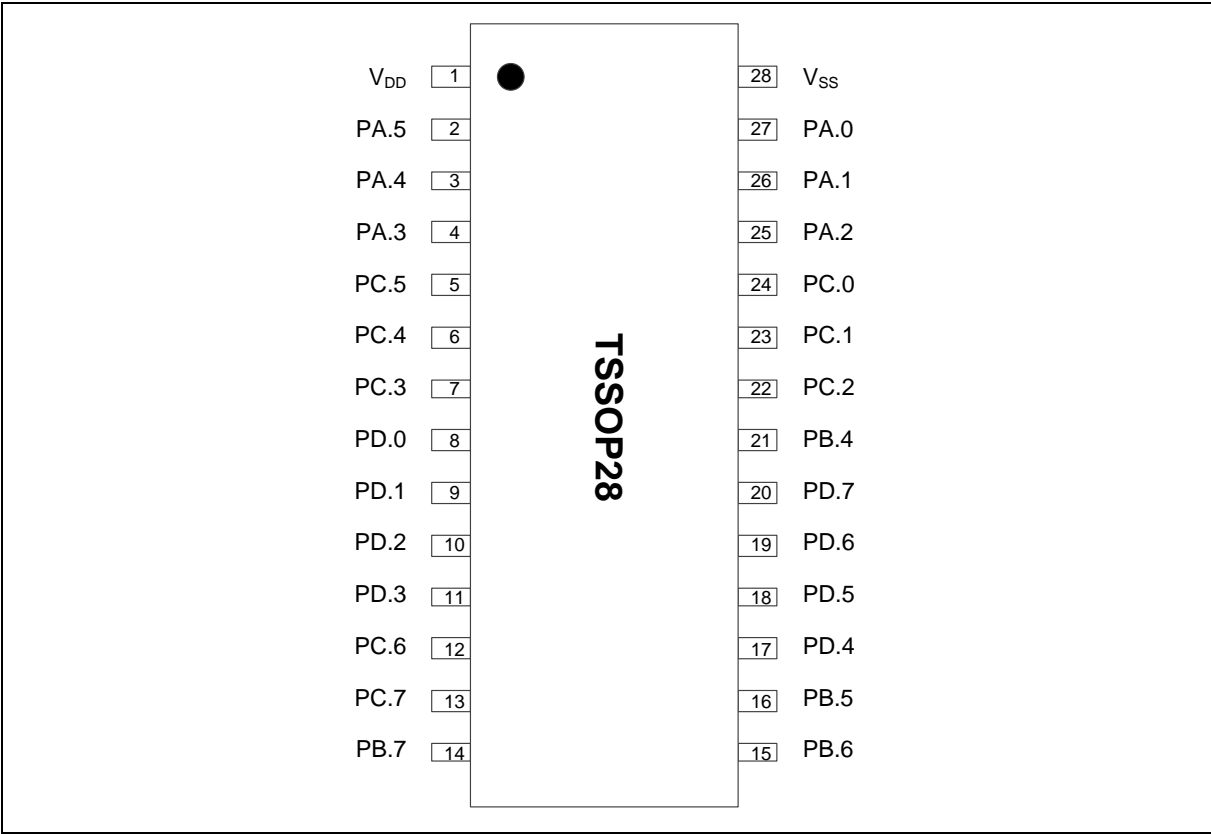 V_DD 1 28 V_SS
PA.5 2 27 PA.0
PA.4 3 26 PA.1
PA.3 4 25 PA.2
PC.5 5 24 PC.0
PC.4 6 23 PC.1
PC.3 7 22 PC.2
PD.0 8 21 PB.4
PD.1 9 20 PD.7
PD.2 10 19 PD.6
PD.3 11 18 PD.5
PC.6 12 17 PD.4
PC.7 13 16 PB.5
PB.7 14 15 PB.6
TSSOP28